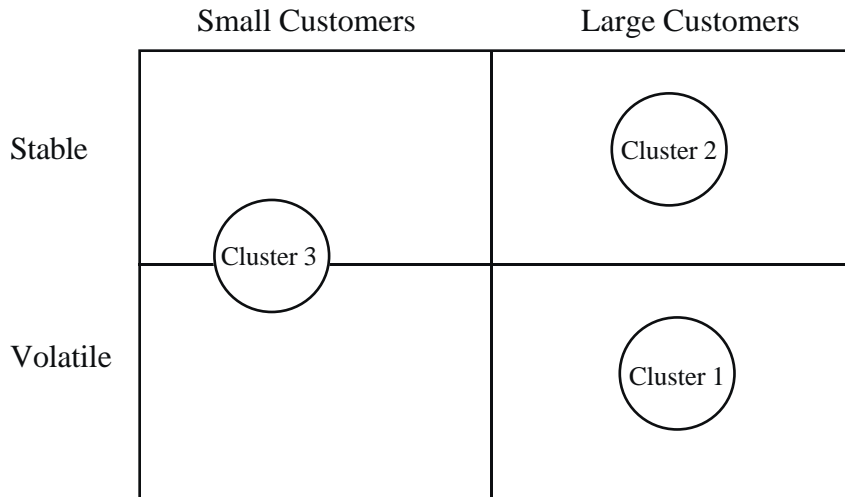 Small Customers Large Customers
Stable
Cluster 2
Cluster 3
Volatile
Cluster 1